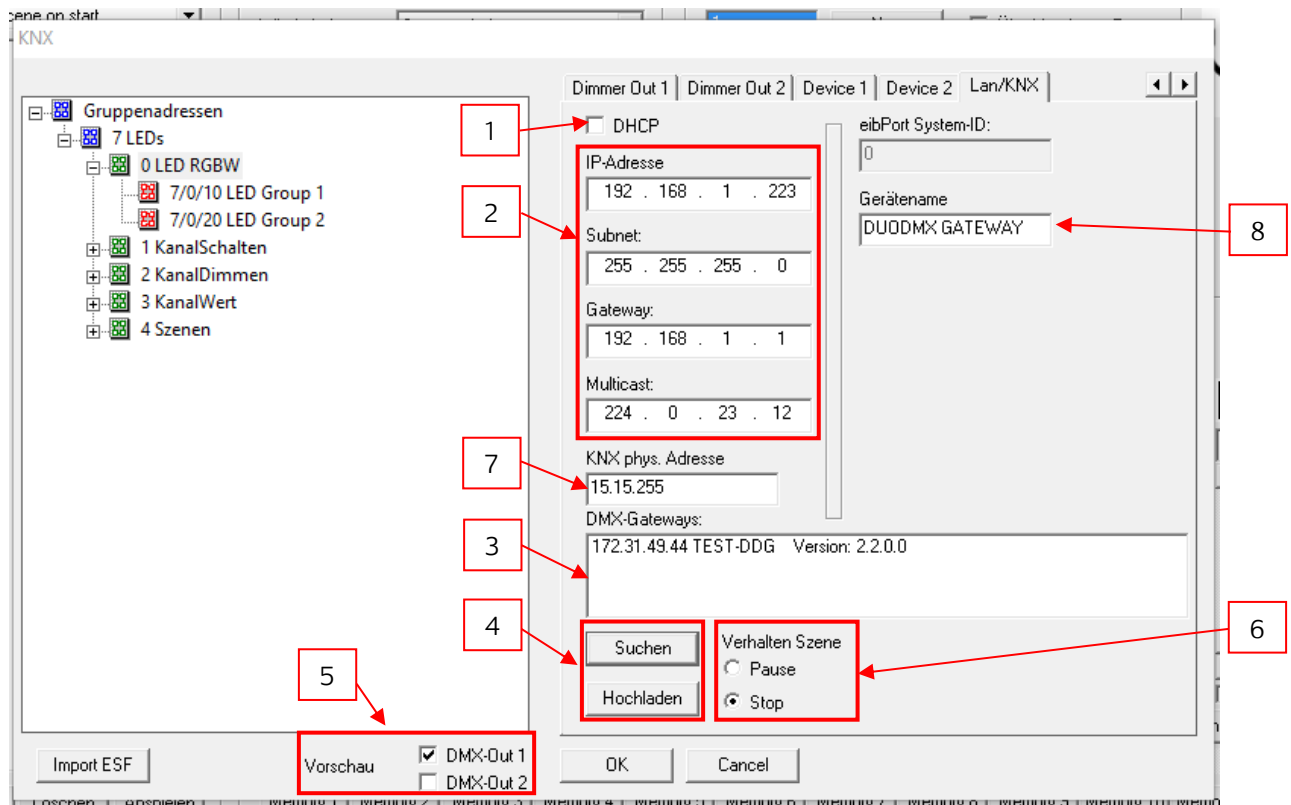 cene on start
KNX
Gruppenadressen
7 LEDs
0 LED RGBW
7/0/10 LED Group 1
7/0/20 LED Group 2
1 KanalSchalten
2 KanalDimmen
3 KanalWert
4 Szenen
Import ESF
5
Vorschau
DMX-Out 1
DMX-Out 2
Dimmer Out 1 Dimmer Out 2 Device 1 Device 2 Lan/KNX
1
DHCP
2
IP-Adresse
192 . 168 . 1 . 223
Subnet:
255 . 255 . 255 . 0
Gateway:
192 . 168 . 1 . 1
Multicast:
224 . 0 . 23 . 12
7
KNX phys. Adresse
15.15.255
eibPort System-ID:
0
Gerätename
DUODMX GATEWAY
8
3
DMX-Gateways:
172.31.49.44 TEST-DDG Version: 2.2.0.0
4
Suchen
Hochladen
Verhalten Szene
Pause
Stop
6
OK Cancel